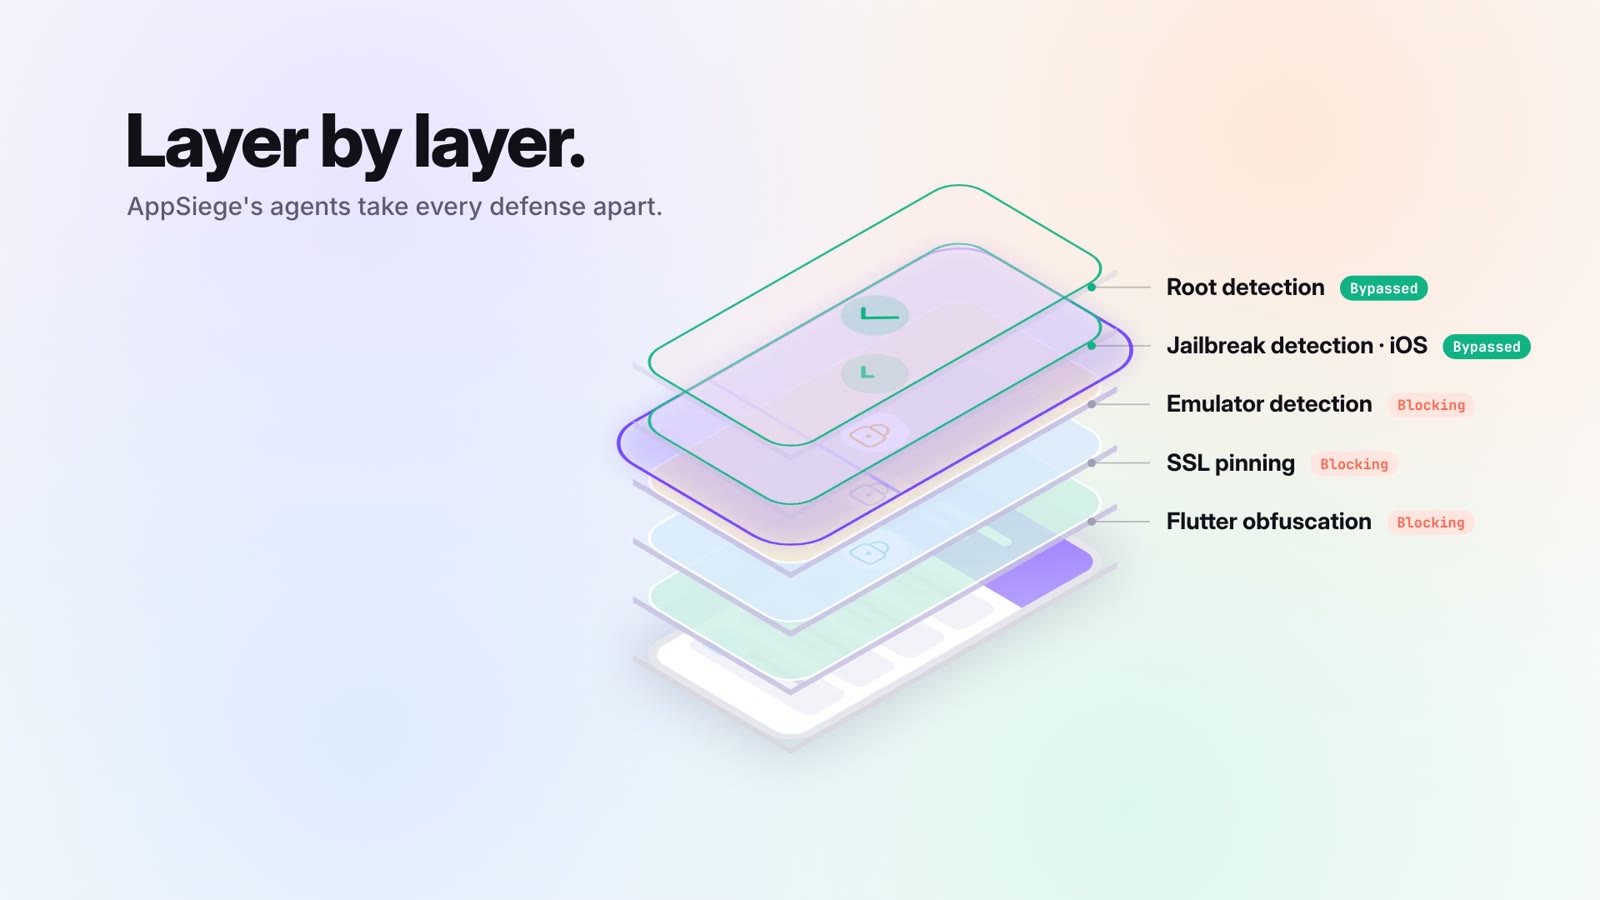 Layer by layer.
AppSiege's agents take every defense apart.
Root detection Bypassed
Jailbreak detection · iOS Bypassed
Emulator detection Blocking
SSL pinning Blocking
Flutter obfuscation Blocking